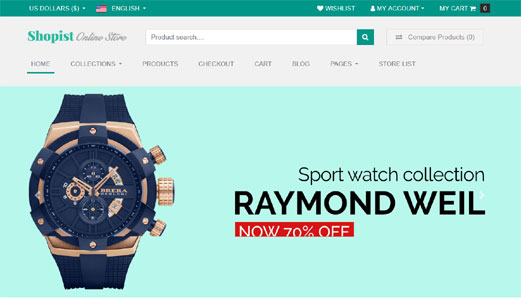 US DOLLARS ($)
ENGLISH
WISHLIST
MY ACCOUNT
MY CART 0
Shopist Online Store
Product search....
Compare Products (0)
HOME
COLLECTIONS
PRODUCTS
CHECKOUT
CART
BLOG
PAGES
STORE LIST
BRERA
Sport watch collection
RAYMOND WEIL
NOW 70% OFF